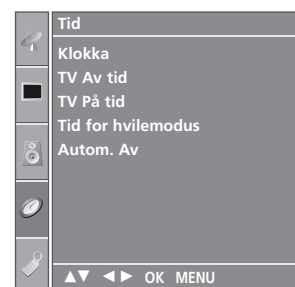 Tid
Klokka
TV Av tid
TV På tid
Tid for hvilemodus
Autom. Av
▲▼ ◄► OK MENU